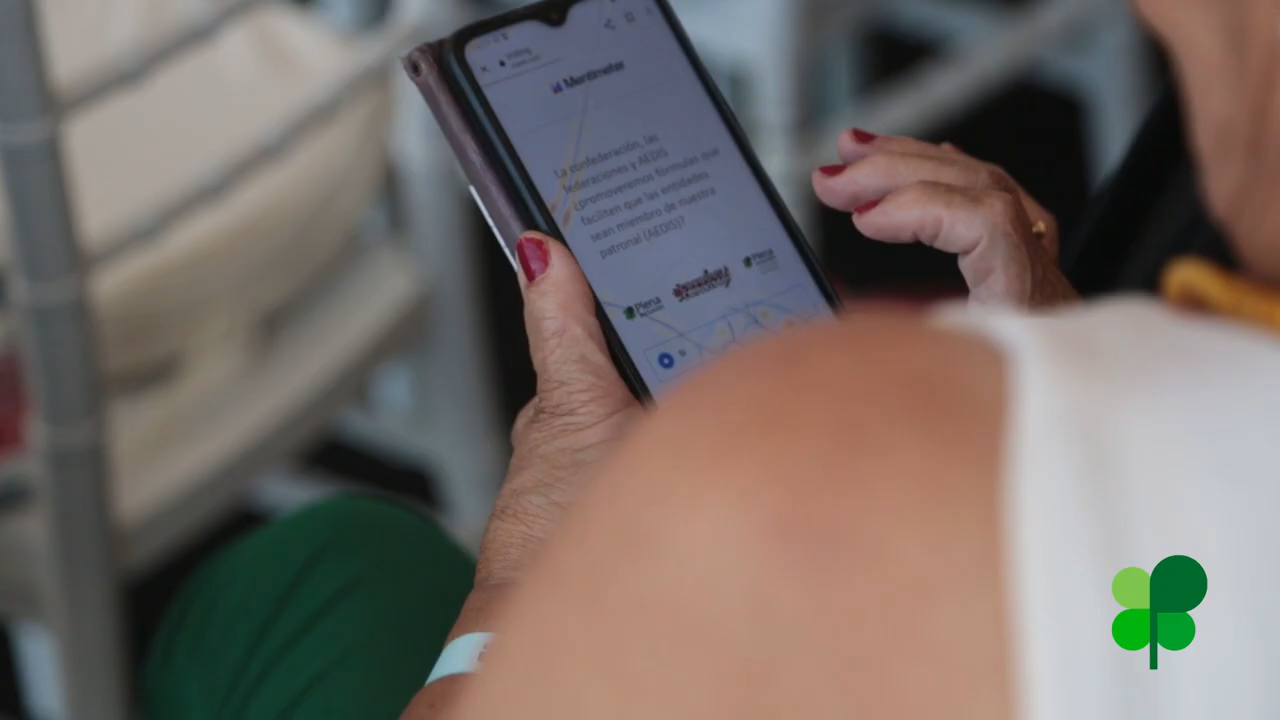 Mentimeter
La confederación, las
federaciones y AEDIS
¿promoveremos fórmulas que
faciliten que las entidades
sean miembro de nuestra
patronal (AEDIS)?
Plena
Plena